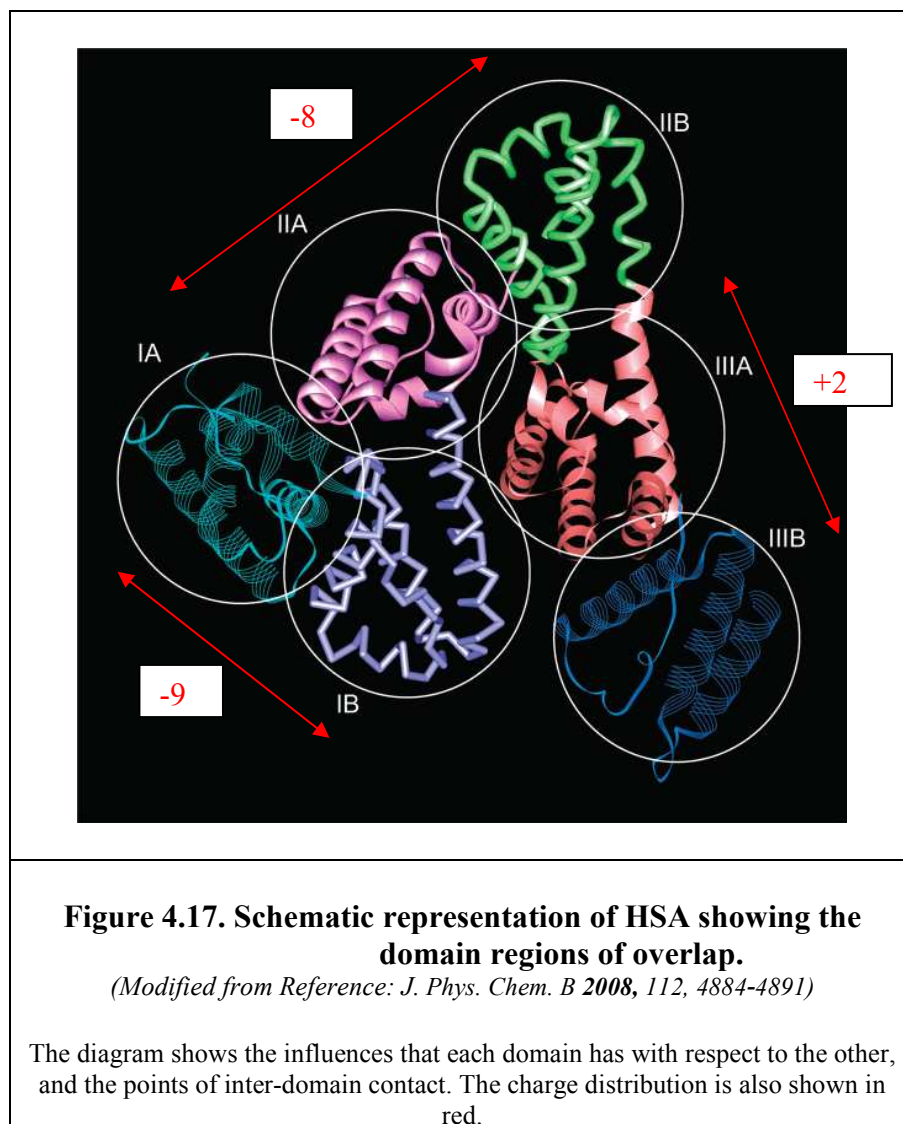 -8
IIB
IIA
IA
IIIA
+2
IIIB
-9
IB
Figure 4.17. Schematic representation of HSA showing the
domain regions of overlap.
(Modified from Reference: J. Phys. Chem. B 2008, 112, 4884-4891)
The diagram shows the influences that each domain has with respect to the other,
and the points of inter-domain contact. The charge distribution is also shown in
red.